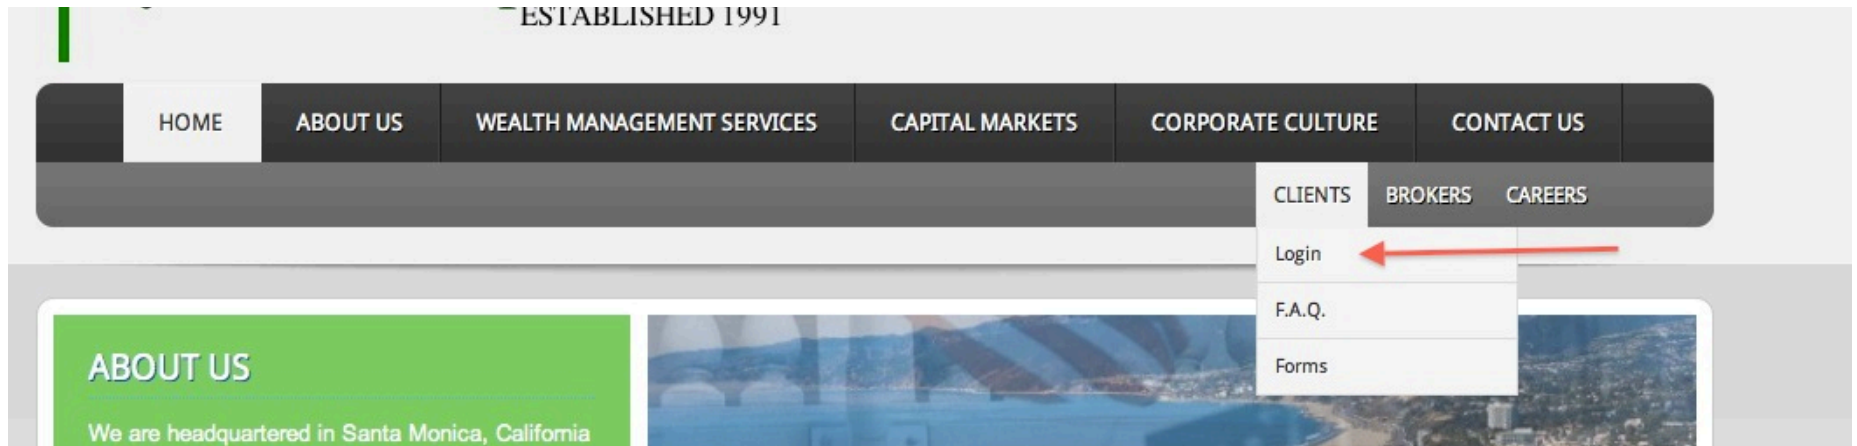 ESTABLISHED 1991
HOME ABOUT US WEALTH MANAGEMENT SERVICES CAPITAL MARKETS CORPORATE CULTURE CONTACT US
CLIENTS BROKERS CAREERS
Login
F.A.Q.
Forms
ABOUT US
We are headquartered in Santa Monica, California